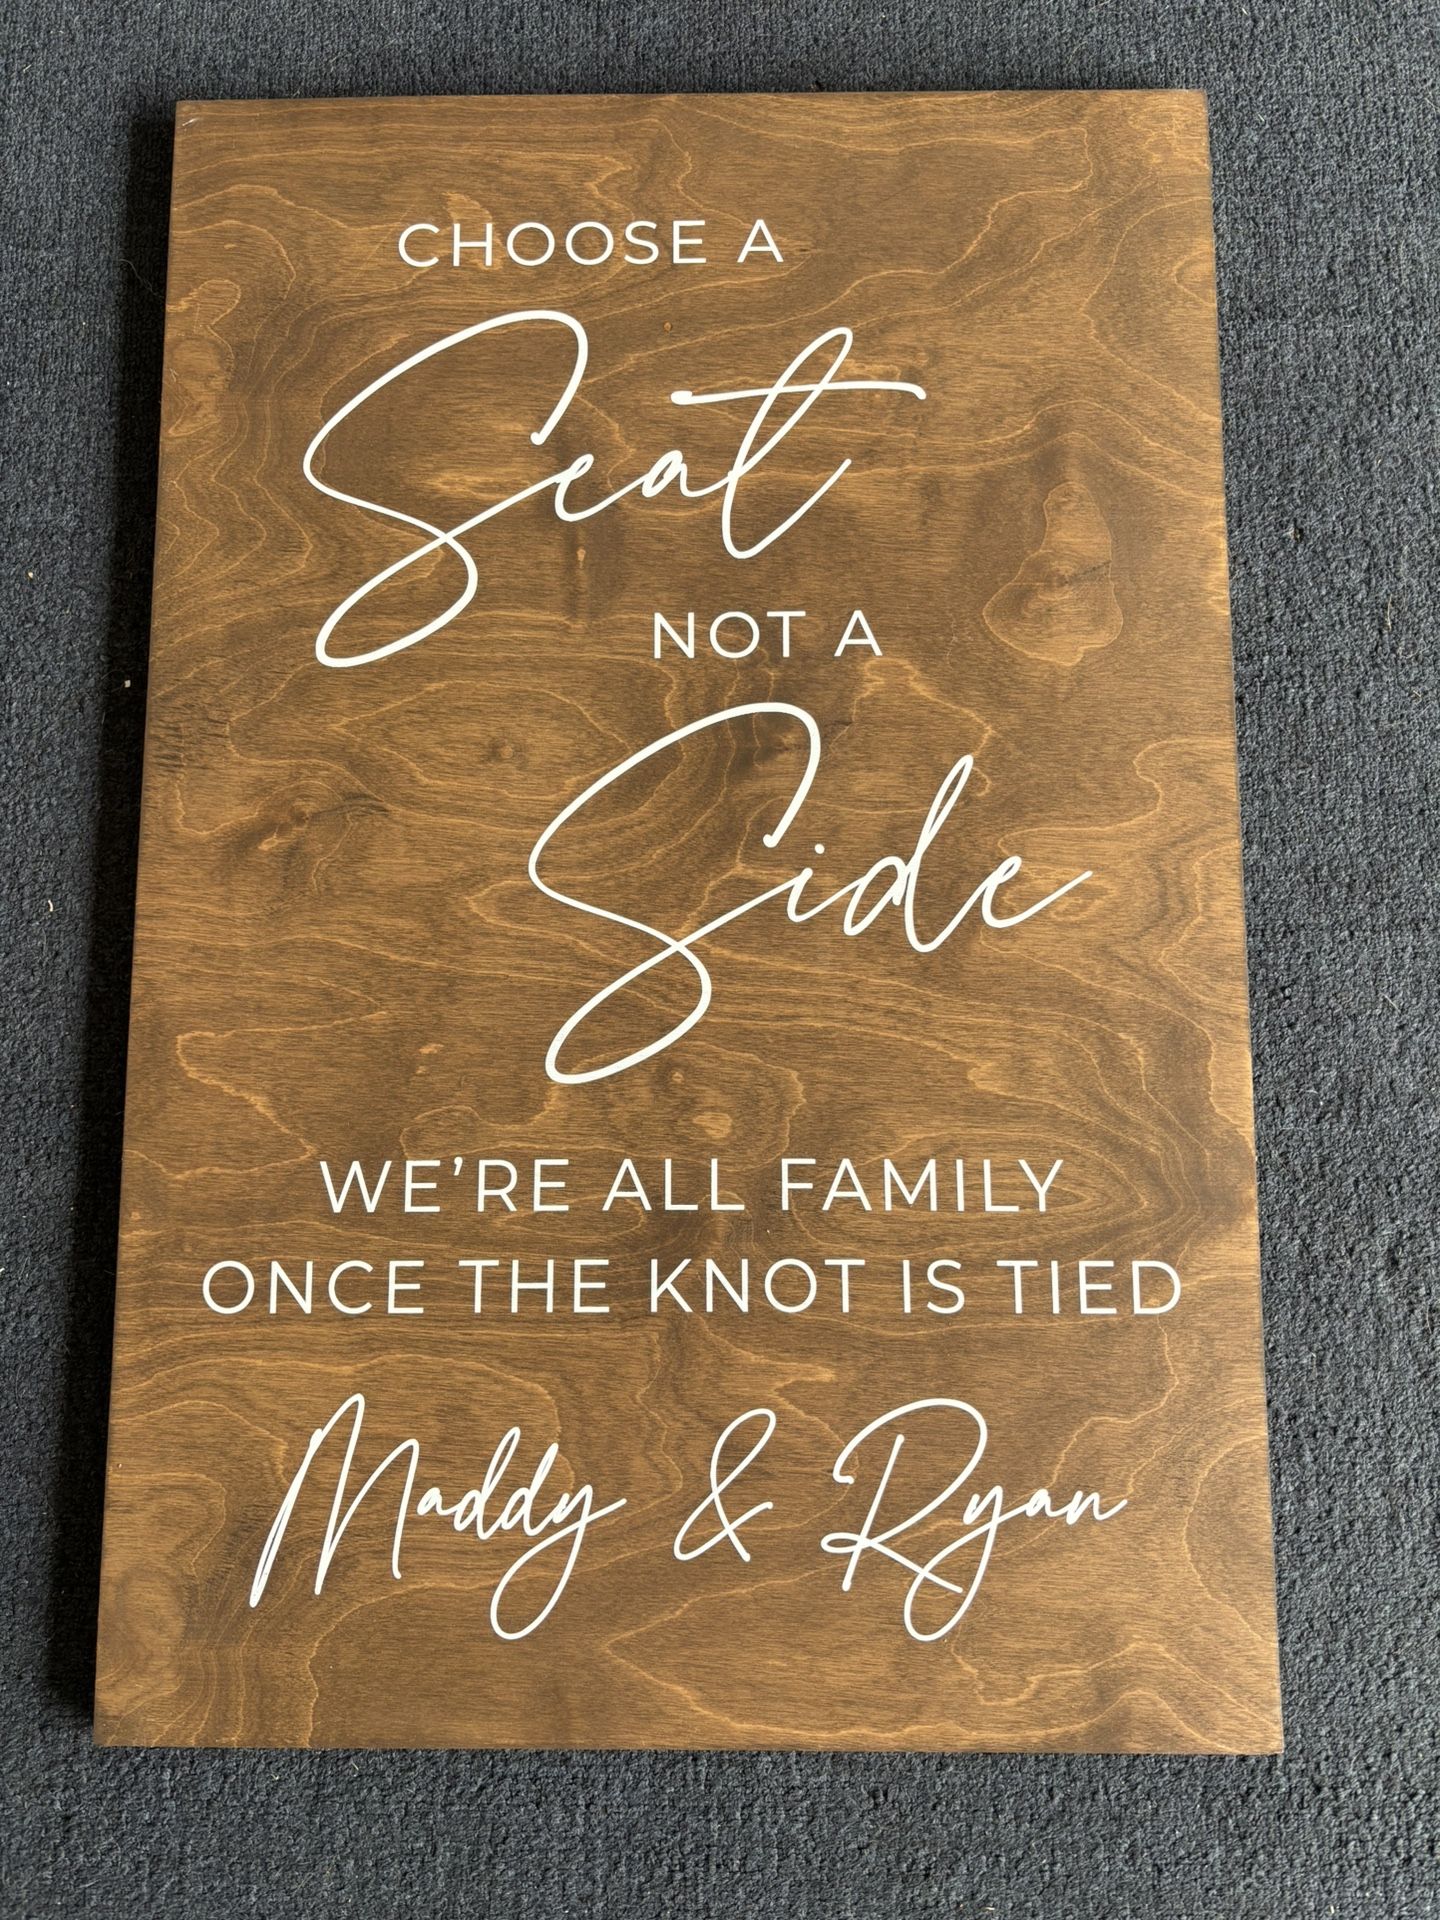 CHOOSE A
Seat
NOT A
Side
WE'RE ALL FAMILY
ONCE THE KNOT IS TIED
Maddy & Ryan